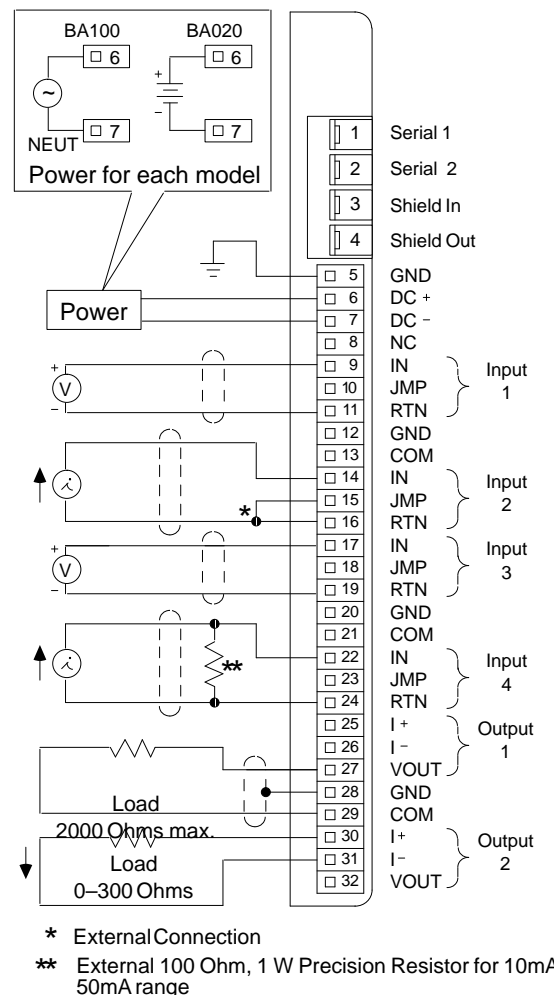 BA100 BA020
6 6
+
~
−
7 7
NEUT
Power for each model
1 Serial 1
2 Serial 2
3 Shield In
4 Shield Out
5 GND
Power
6 DC +
7 DC −
8 NC
+ V −
9 IN
10 JMP
11 RTN
Input 1
12 GND
13 COM
i
14 IN
15 JMP
* 16 RTN
Input 2
+ V −
17 IN
18 JMP
19 RTN
Input 3
20 GND
21 COM
i
22 IN
** 23 JMP
24 RTN
Input 4
25 I +
26 I −
27 VOUT
Output 1
28 GND
Load
29 COM
2000 Ohms max.
30 I +
Load
31 I −
0–300 Ohms
32 VOUT
Output 2
* External Connection
** External 100 Ohm, 1 W Precision Resistor for 10mA
50mA range